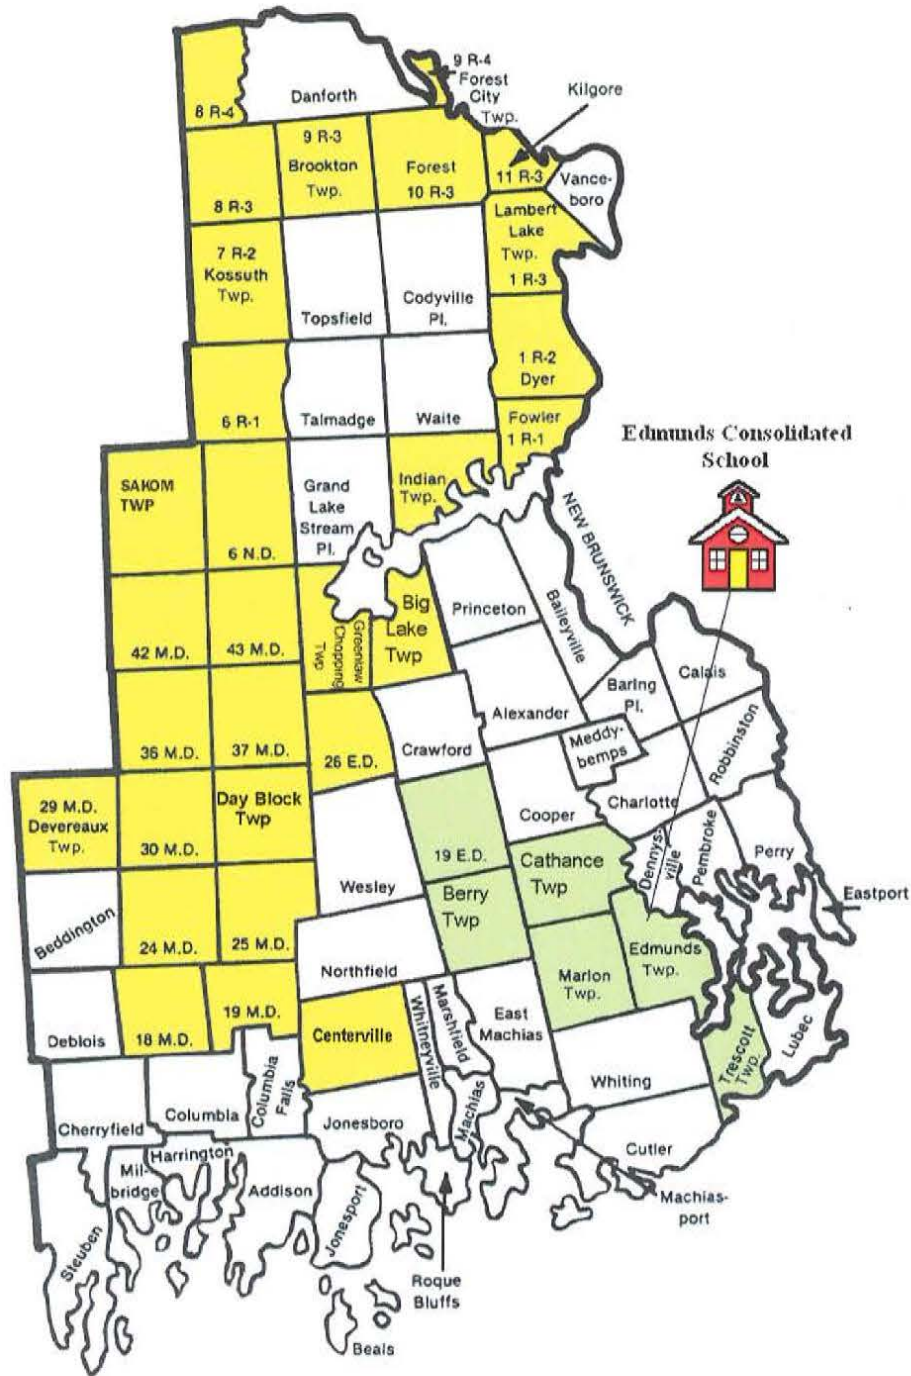 9 R-4
Forest
City
Twp.
Kilgore
8 R-4
Danforth
9 R-3
Brookton
Twp.
Forest
10 R-3
11 R-3
Vance-
boro
8 R-3
Lambert
Lake
Twp.
1 R-3
7 R-2
Kossuth
Twp.
Topsfield
Codyville
Pl.
1 R-2
Dyer
6 R-1
Talmadge
Waite
Fowler
1 R-1
Edmunds Consolidated
School
SAKOM
TWP
6 N.D.
Grand
Lake
Stream
Pl.
Indian
Twp.
NEW BRUNSWICK
42 M.D.
43 M.D.
Greenlaw
Chopping
Twp
Big
Lake
Twp
Princeton
Baileyville
36 M.D.
37 M.D.
26 E.D.
Crawford
Alexander
Baring
Pl.
Calais
Meddy-
bemps
Robbinston
29 M.D.
Devereaux
Twp.
30 M.D.
Day Block
Twp
Wesley
19 E.D.
Cooper
Charlotte
Dennys-
ville
Pembroke
Perry
Eastport
Beddington
24 M.D.
25 M.D.
Berry
Twp
Cathance
Twp
Northfield
Marion
Twp.
Edmunds
Twp.
Deblois
18 M.D.
19 M.D.
Centerville
Whitneyville
Marshfield
East
Machias
Trescott
Twp.
Lubec
Whiting
Cherryfield
Columbia
Columbia
Falls
Jonesboro
Machias
Cutler
Machias-
port
Steuben
Mil-
bridge
Harrington
Addison
Jonesport
Roque
Bluffs
Beals